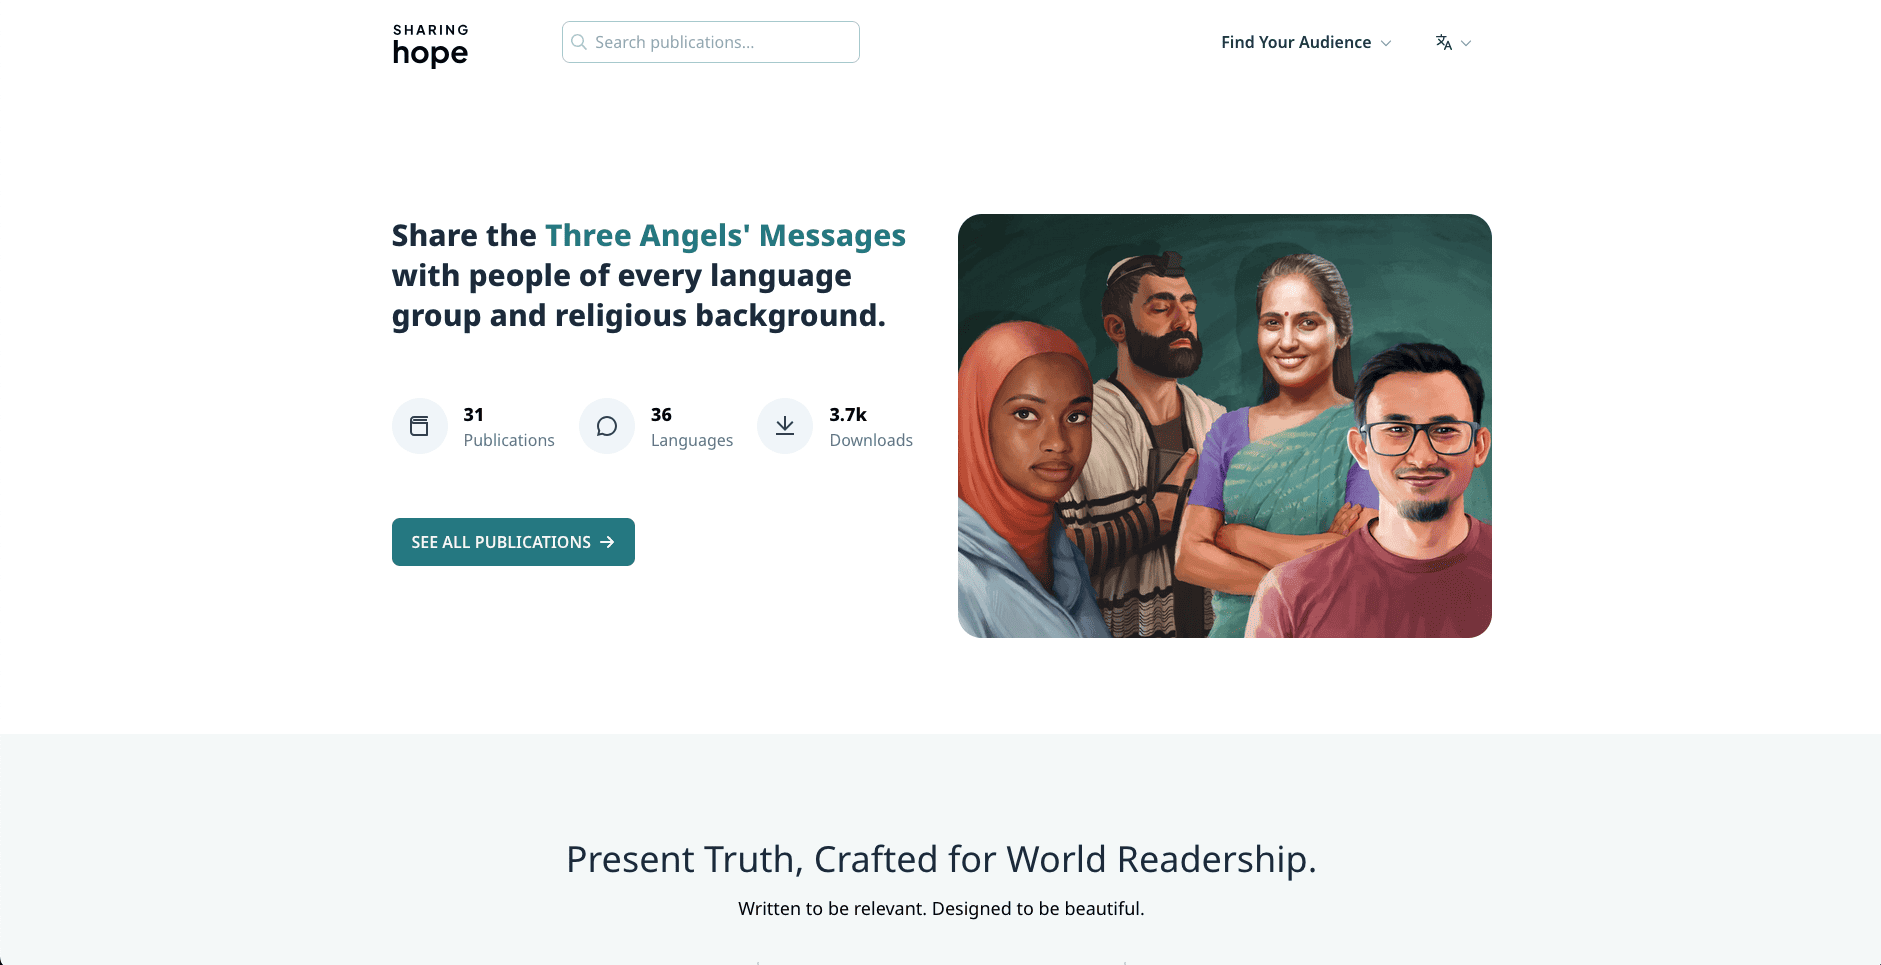 SHARING
hope
Search publications...
Find Your Audience
Share the Three Angels' Messages
with people of every language
group and religious background.
31
Publications
36
Languages
3.7k
Downloads
SEE ALL PUBLICATIONS
Present Truth, Crafted for World Readership.
Written to be relevant. Designed to be beautiful.